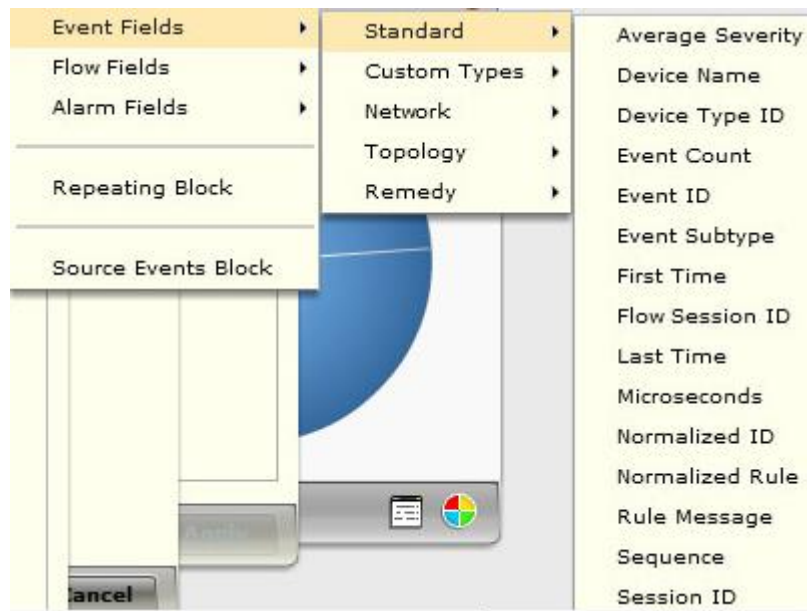 Event Fields
Flow Fields
Alarm Fields
Repeating Block
Source Events Block
Standard
Custom Types
Network
Topology
Remedy
Average Severity
Device Name
Device Type ID
Event Count
Event ID
Event Subtype
First Time
Flow Session ID
Last Time
Microseconds
Normalized ID
Normalized Rule
Rule Message
Sequence
Session ID
Cancel